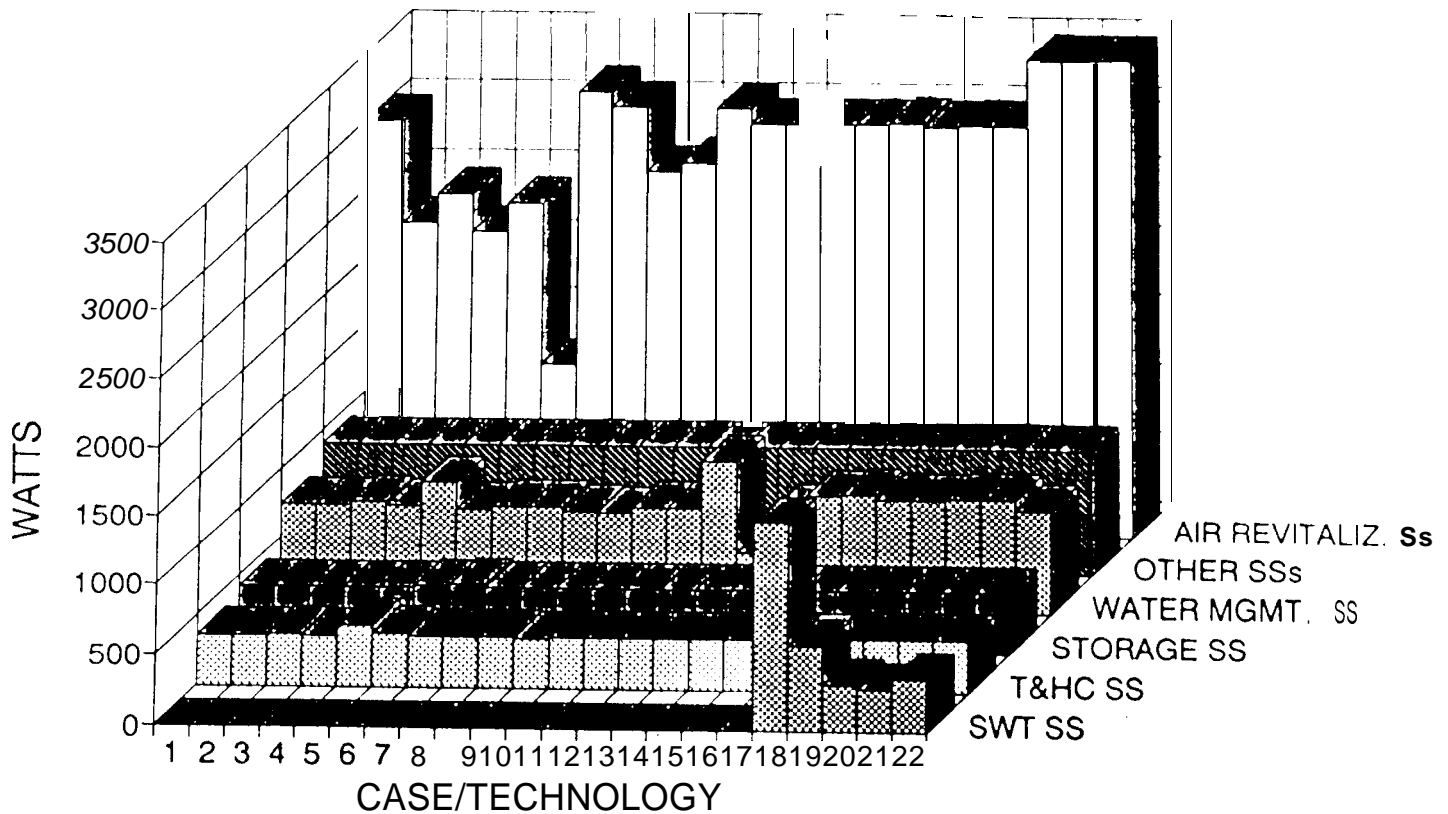 3500
3000
2500
2000
1500
1000
500
0
WATTS
1 2 3 4 5 6 7 8 9 10 11 12 13 14 15 16 17 18 19 20 21 22
CASE/TECHNOLOGY
AIR REVITALIZ. Ss
OTHER SSs
WATER MGMT. SS
STORAGE SS
T&HC SS
SWT SS